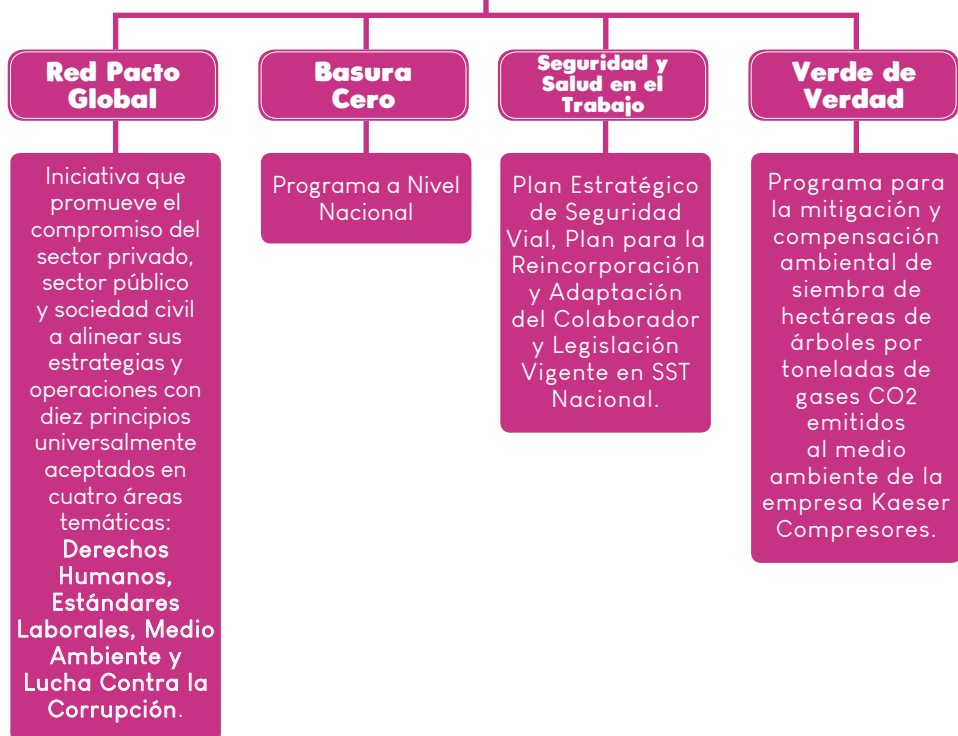 Red Pacto
Global
Iniciativa que
promueve el
compromiso del
sector privado,
sector público
y sociedad civil
a alinear sus
estrategias y
operaciones con
diez principios
universalmente
aceptados en
cuatro áreas
temáticas:
Derechos
Humanos,
Estándares
Laborales, Medio
Ambiente y
Lucha Contra la
Corrupción.
Basura
Cero
Programa a Nivel
Nacional
Seguridad y
Salud en el
Trabajo
Plan Estratégico
de Seguridad
Vial, Plan para la
Reincorporación
y Adaptación
del Colaborador
y Legislación
Vigente en SST
Nacional.
Verde de
Verdad
Programa para
la mitigación y
compensación
ambiental de
siembra de
hectáreas de
árboles por
toneladas de
gases CO2
emitidos
al medio
ambiente de la
empresa Kaeser
Compresores.